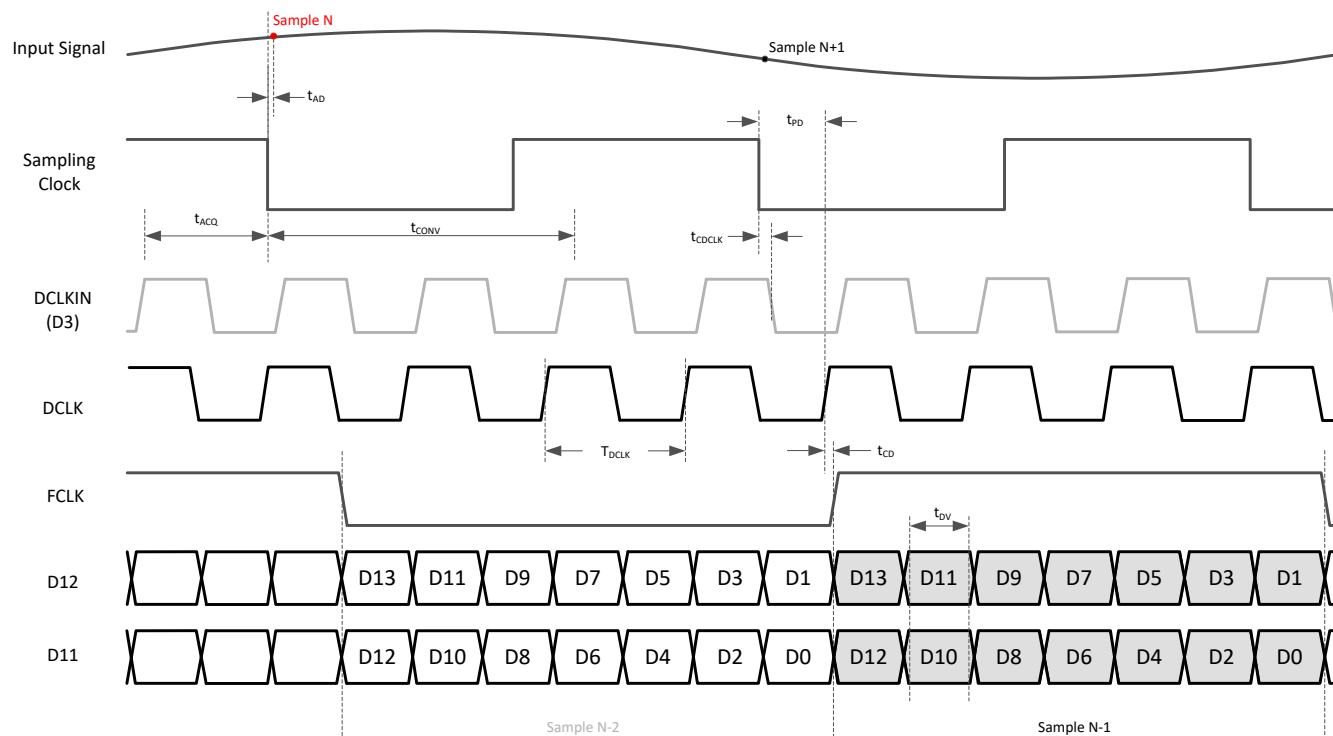 Sample N
Input Signal
Sample N+1
tAD
tPD
Sampling
Clock
tACQ
tCONV
tCDCLK
DCLKIN
(D3)
DCLK
TDCLK
tCD
FCLK
tDV
D12
D13 D11 D9 D7 D5 D3 D1 D13 D11 D9 D7 D5 D3 D1
D11
D12 D10 D8 D6 D4 D2 D0 D12 D10 D8 D6 D4 D2 D0
Sample N-2
Sample N-1